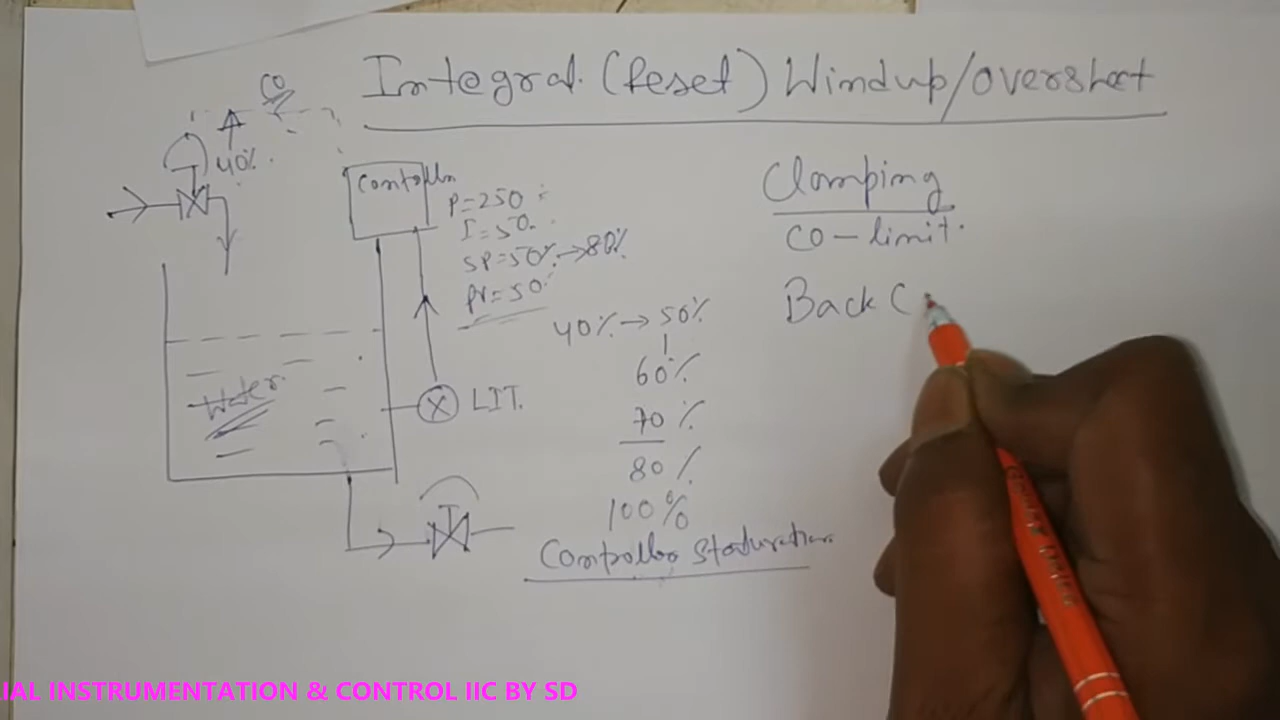 Integral (Reset) Windup/Overshoot
CO
40%
Controller
P=250
I=50
SP=50% → 80%
PV=50
Clamping
CO - limit.
Back C
40% → 50%
60%
70%
80%
100%
Water
LIT.
Controller Staturation
IAL INSTRUMENTATION & CONTROL IIC BY SD